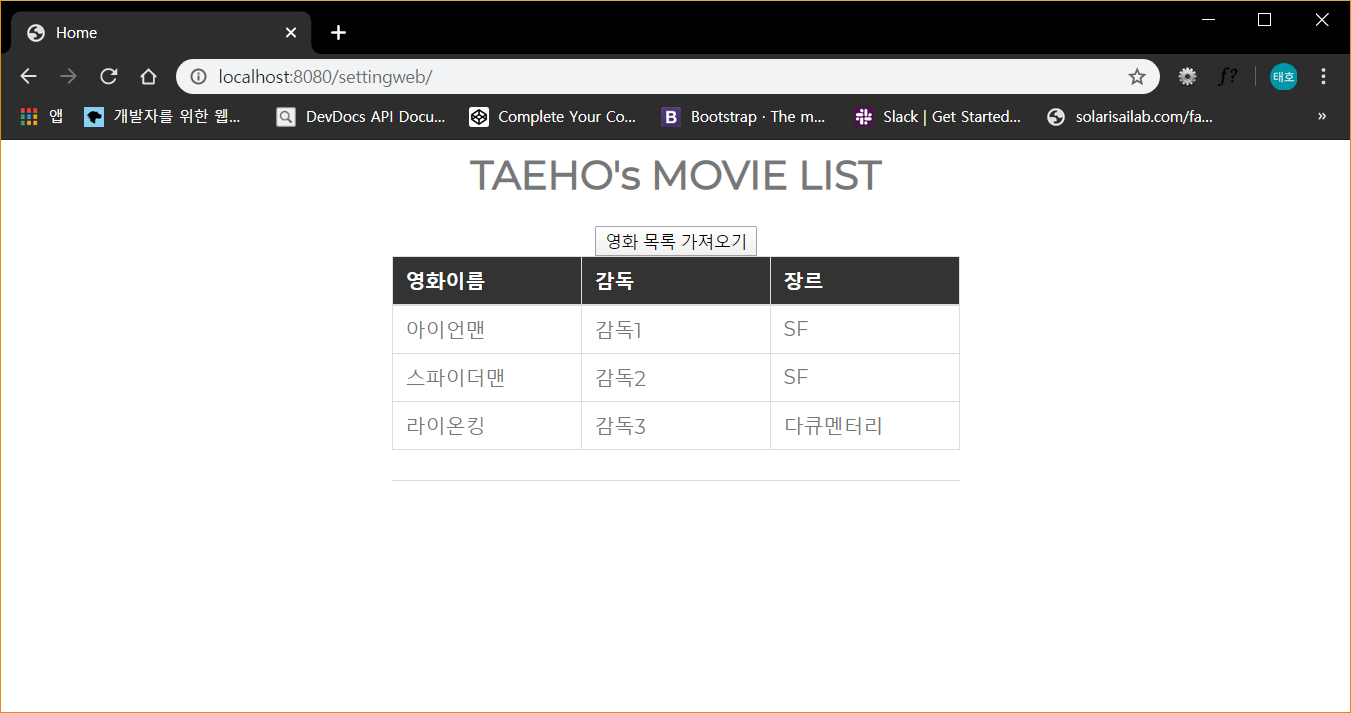 Home
localhost:8080/settingweb/
f?
태호
앱 개발자를 위한 웹... DevDocs API Docu... Complete Your Co... B Bootstrap · The m... Slack | Get Started... solarisailab.com/fa... »
TAEHO's MOVIE LIST
영화 목록 가져오기
영화이름 감독 장르
아이언맨 감독1 SF
스파이더맨 감독2 SF
라이온킹 감독3 다큐멘터리